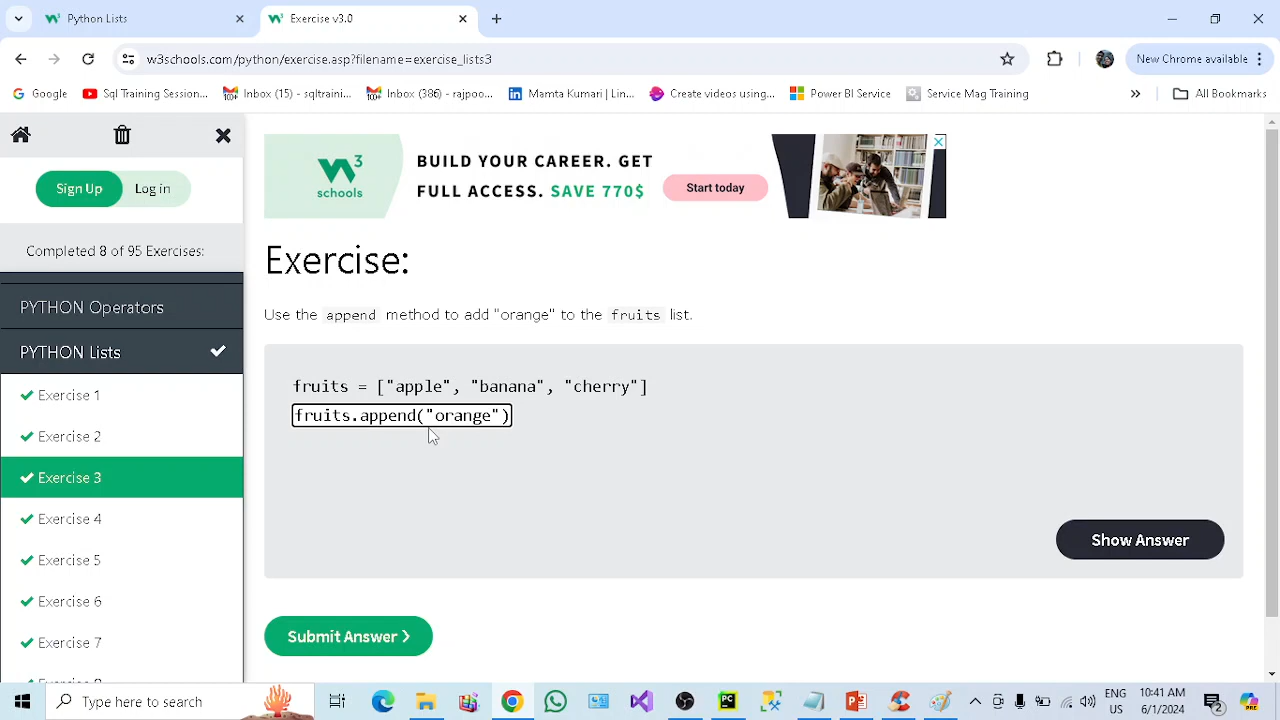 Python Lists
Exercise v3.0
w3schools.com/python/exercise.asp?filename=exercise_lists3
New Chrome available
Google
Sql Training Session...
Inbox (15) - sqltraini...
Inbox (386) - rajpoo...
Mamta Kumari | Lin...
Create videos using...
Power BI Service
Service Mag Training
»
All Bookmarks
Sign Up
Log in
Completed 8 of 95 Exercises:
PYTHON Operators
PYTHON Lists
Exercise 1
Exercise 2
Exercise 3
Exercise 4
Exercise 5
Exercise 6
Exercise 7
w3
schools
BUILD YOUR CAREER. GET
FULL ACCESS. SAVE 770$
Start today
Exercise:
Use the append method to add "orange" to the fruits list.
fruits = ["apple", "banana", "cherry"]
fruits.append("orange")
Show Answer
Submit Answer ❯
Type here to search
ENG
US
10:41 AM
6/1/2024
2